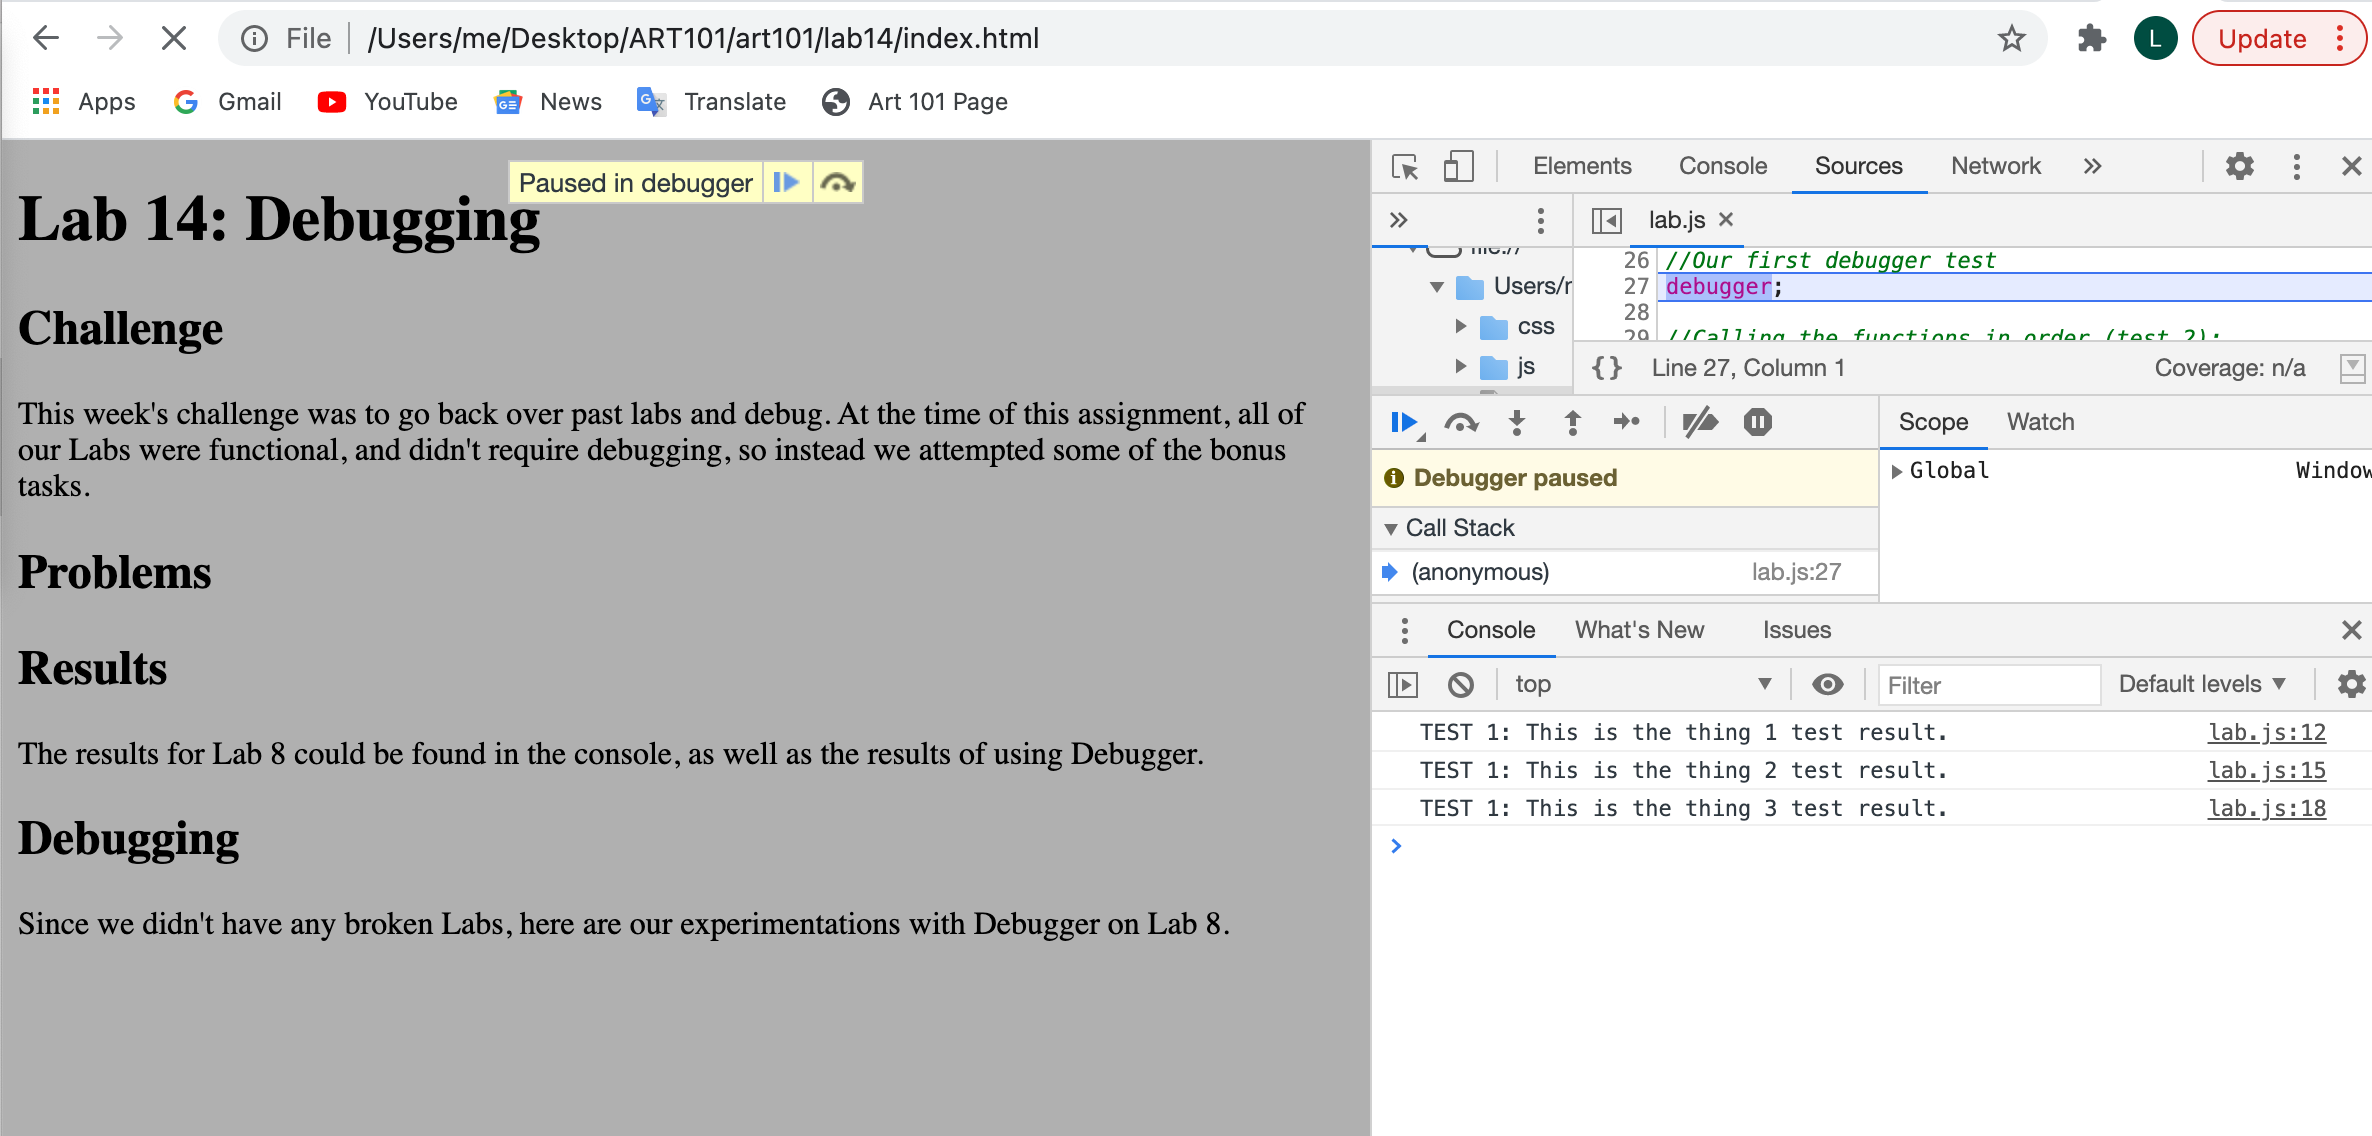 File /Users/me/Desktop/ART101/art101/lab14/index.html
L
Update
Apps
Gmail
YouTube
News
Translate
Art 101 Page
Paused in debugger
Lab 14: Debugging
Challenge
This week's challenge was to go back over past labs and debug. At the time of this assignment, all of
our Labs were functional, and didn't require debugging, so instead we attempted some of the bonus
tasks.
Problems
Results
The results for Lab 8 could be found in the console, as well as the results of using Debugger.
Debugging
Since we didn't have any broken Labs, here are our experimentations with Debugger on Lab 8.
Elements Console Sources Network
lab.js
file://
Users/
css
js
26 //Our first debugger test
27 debugger;
28
29 //Calling the functions in order (test 2):
{} Line 27, Column 1 Coverage: n/a
Scope Watch
Debugger paused
Call Stack
(anonymous) lab.js:27
Global Window
Console What's New Issues
top Filter Default levels
TEST 1: This is the thing 1 test result. lab.js:12
TEST 1: This is the thing 2 test result. lab.js:15
TEST 1: This is the thing 3 test result. lab.js:18